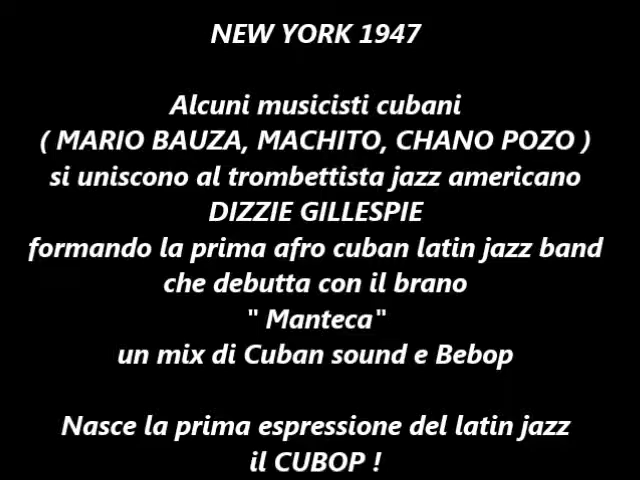 NEW YORK 1947
Alcuni musicisti cubani
( MARIO BAUZA, MACHITO, CHANO POZO )
si uniscono al trombettista jazz americano
DIZZIE GILLESPIE
formando la prima afro cuban latin jazz band
che debutta con il brano
" Manteca"
un mix di Cuban sound e Bebop
Nasce la prima espressione del latin jazz
il CUBOP !